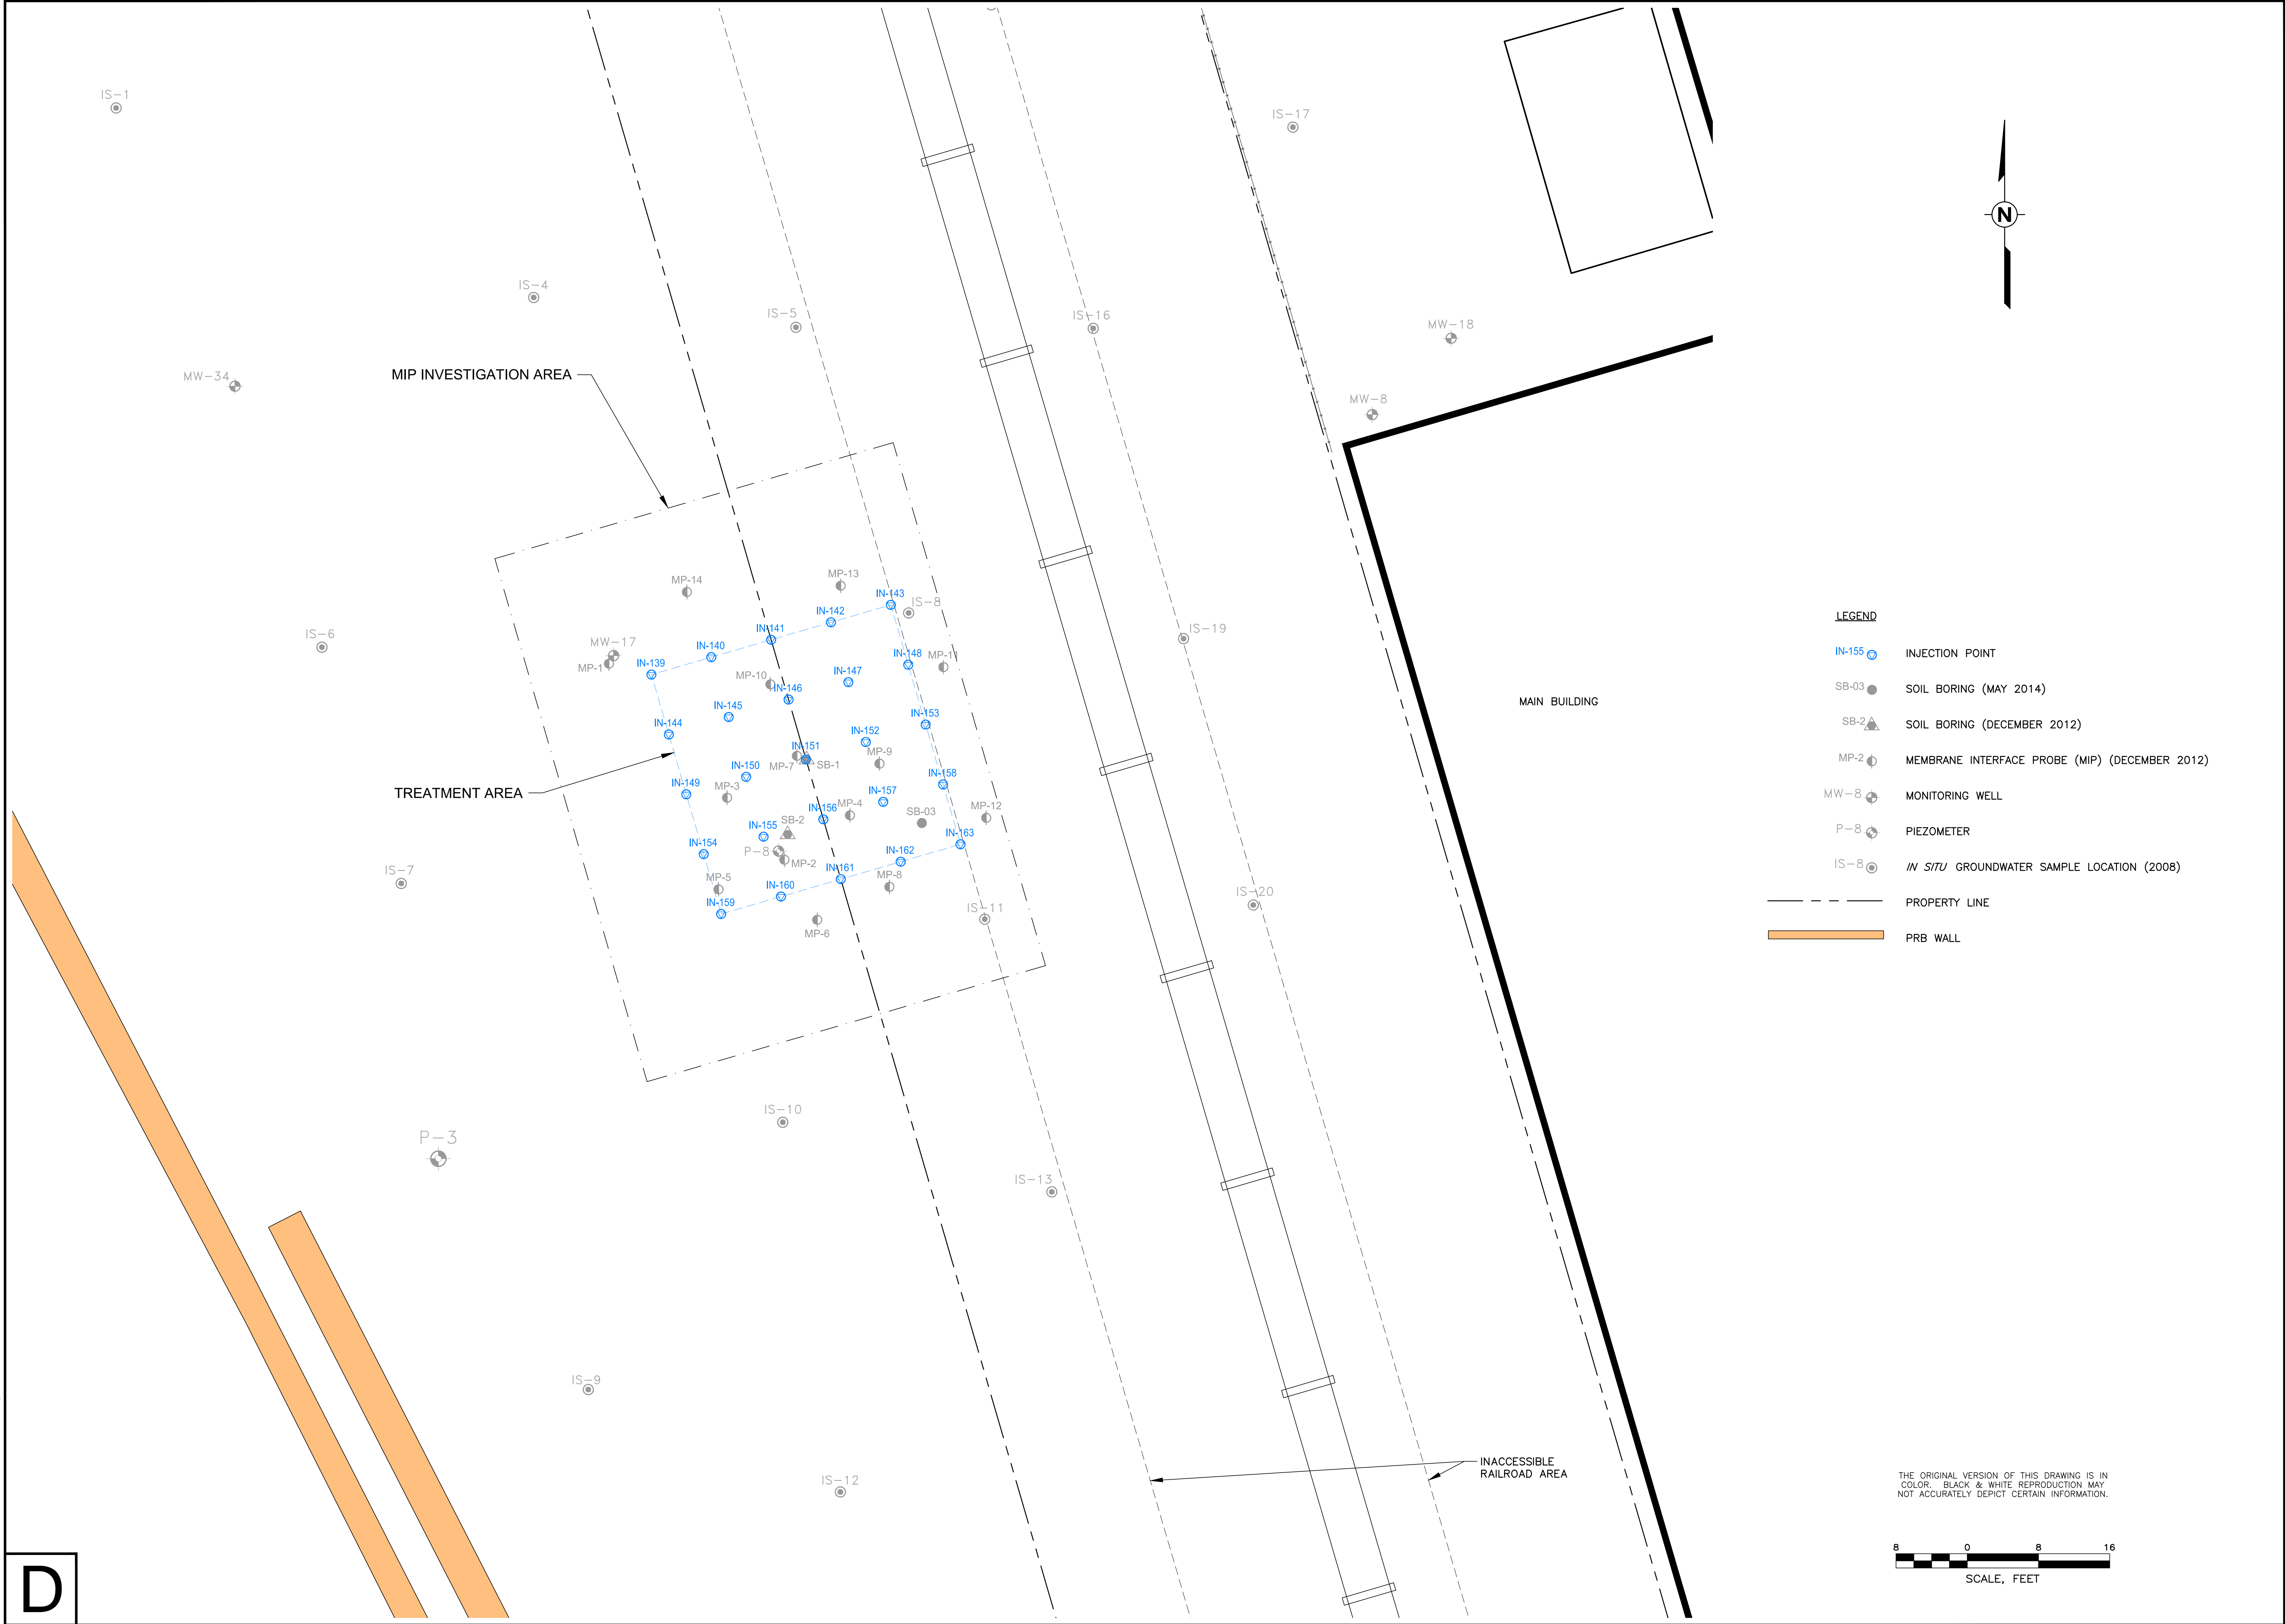 IS-1
IS-17
N
IS-4
IS-5
IS-16
MW-18
MW-34
MIP INVESTIGATION AREA
MW-8
MP-14
MP-13
IN-143
IS-8
IN-142
IS-6
IN-141
IS-19
MW-17
IN-140
MP-1
IN-139
IN-148
MP-11
MP-10
IN-147
IN-146
IN-145
IN-144
IN-153
MAIN BUILDING
IN-152
IN-151
MP-9
MP-7
SB-1
IN-150
IN-149
IN-158
MP-3
TREATMENT AREA
IN-157
IN-156
MP-4
SB-03
MP-12
IN-155
SB-2
IN-154
P-8
MP-2
IN-163
IN-162
IN-161
IS-7
MP-5
IN-160
MP-8
IN-159
IS-20
IS-11
MP-6
LEGEND
IN-155 INJECTION POINT
SB-03 SOIL BORING (MAY 2014)
SB-2 SOIL BORING (DECEMBER 2012)
MP-2 MEMBRANE INTERFACE PROBE (MIP) (DECEMBER 2012)
MW-8 MONITORING WELL
P-8 PIEZOMETER
IS-8 IN SITU GROUNDWATER SAMPLE LOCATION (2008)
PROPERTY LINE
PRB WALL
IS-10
P-3
IS-13
IS-9
IS-12
INACCESSIBLE
RAILROAD AREA
THE ORIGINAL VERSION OF THIS DRAWING IS IN
COLOR. BLACK & WHITE REPRODUCTION MAY
NOT ACCURATELY DEPICT CERTAIN INFORMATION.
8 0 8 16
SCALE, FEET
D